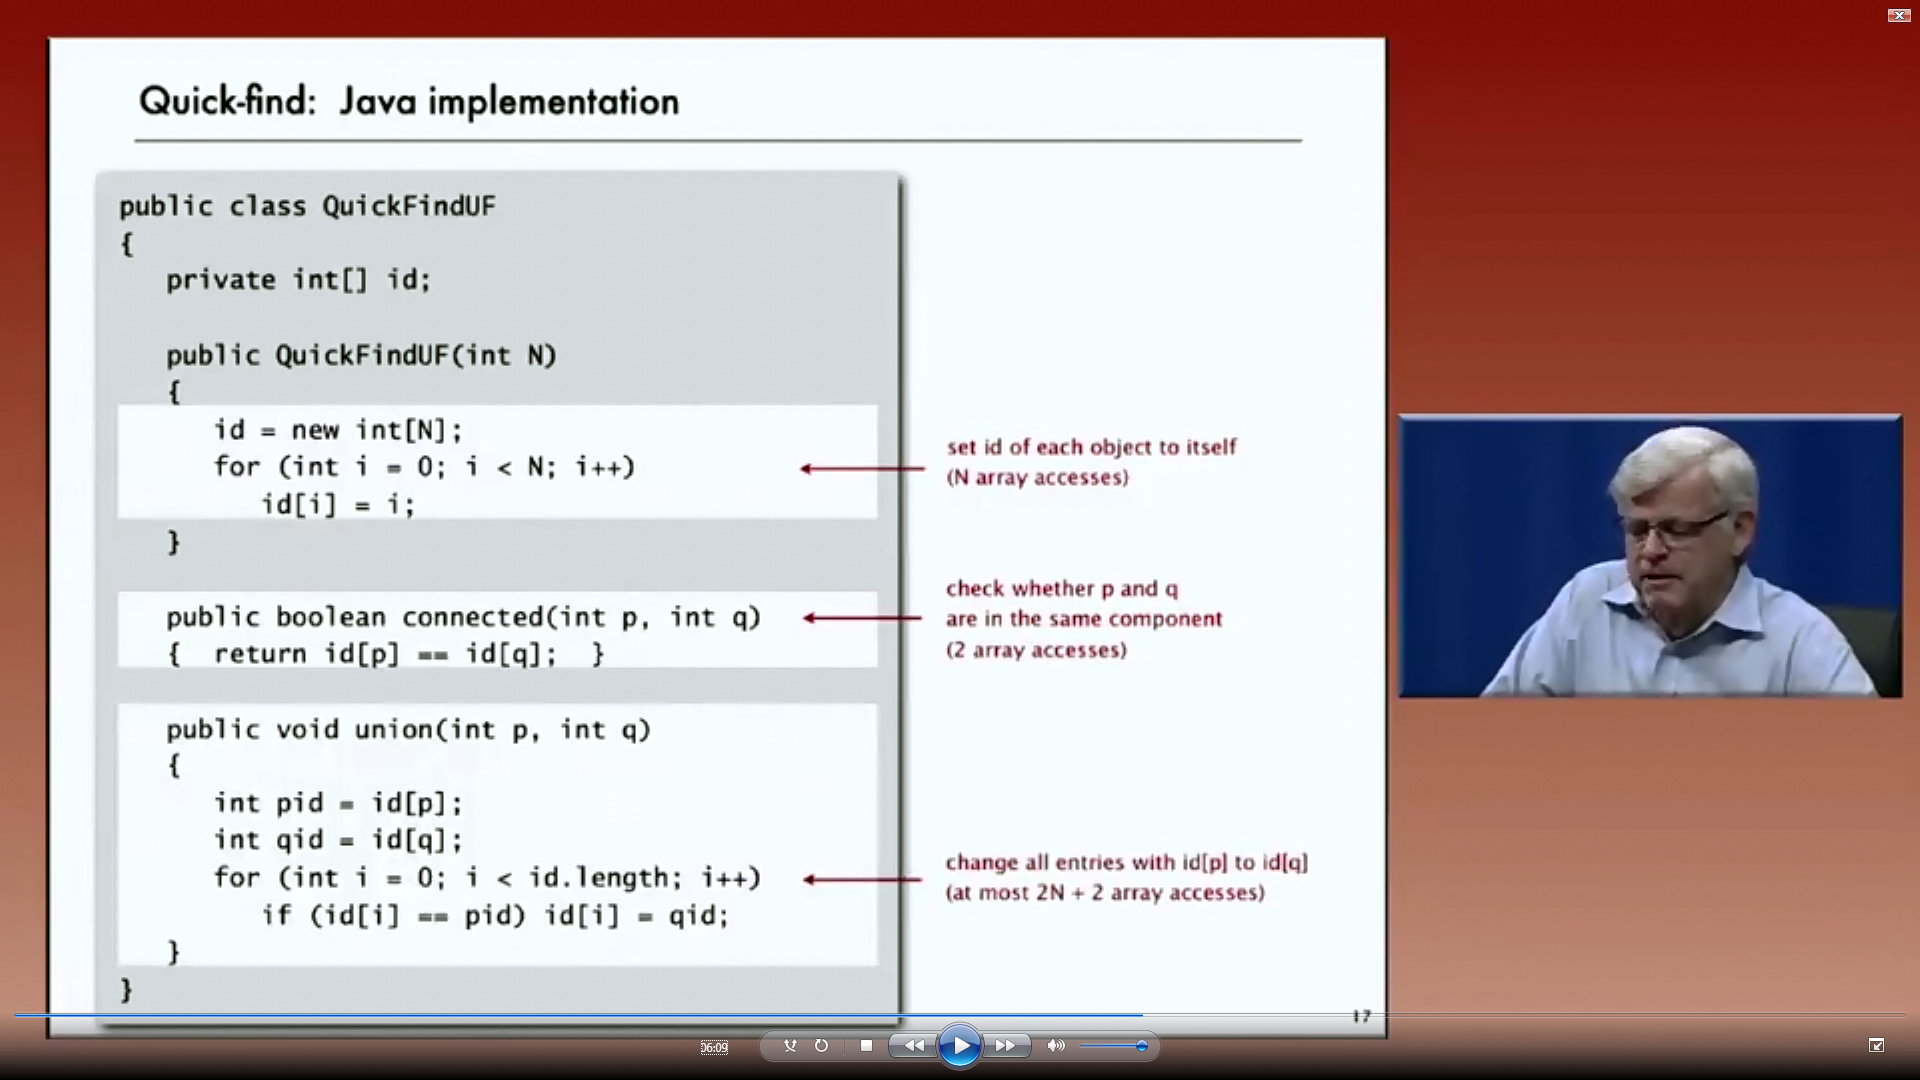 Quick-find: Java implementation
public class QuickFindUF
{
private int[] id;
public QuickFindUF(int N)
{
id = new int[N];
for (int i = 0; i < N; i++)
id[i] = i;
}
set id of each object to itself
(N array accesses)
public boolean connected(int p, int q)
{ return id[p] == id[q]; }
check whether p and q
are in the same component
(2 array accesses)
public void union(int p, int q)
{
int pid = id[p];
int qid = id[q];
for (int i = 0; i < id.length; i++)
if (id[i] == pid) id[i] = qid;
}
}
change all entries with id[p] to id[q]
(at most 2N + 2 array accesses)
17
06:09